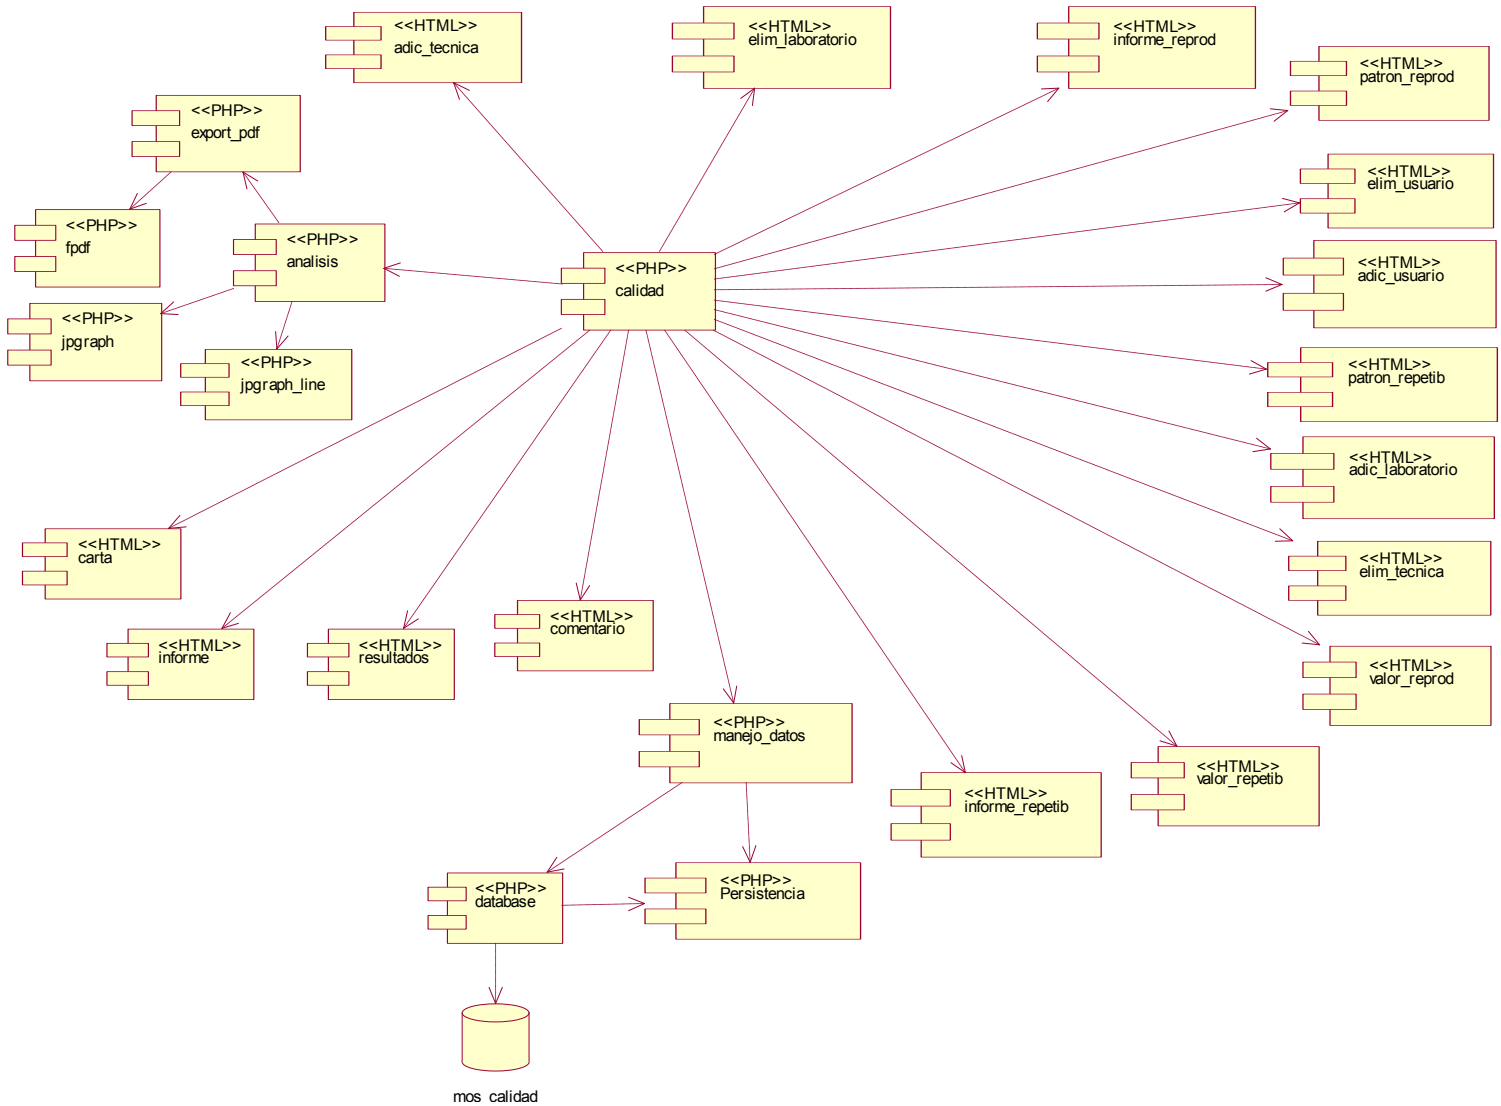 <<HTML>>
adic_tecnica
<<HTML>>
elim_laboratorio
<<HTML>>
informe_reprod
<<HTML>>
patron_reprod
<<PHP>>
export_pdf
<<HTML>>
elim_usuario
<<PHP>>
fpdf
<<PHP>>
analisis
<<HTML>>
adic_usuario
<<PHP>>
calidad
<<PHP>>
jpgraph
<<PHP>>
jpgraph_line
<<HTML>>
patron_repetib
<<HTML>>
adic_laboratorio
<<HTML>>
carta
<<HTML>>
elim_tecnica
<<HTML>>
informe
<<HTML>>
resultados
<<HTML>>
comentario
<<HTML>>
valor_reprod
<<PHP>>
manejo_datos
<<HTML>>
valor_repetib
<<HTML>>
informe_repetib
<<PHP>>
database
<<PHP>>
Persistencia
mos_calidad